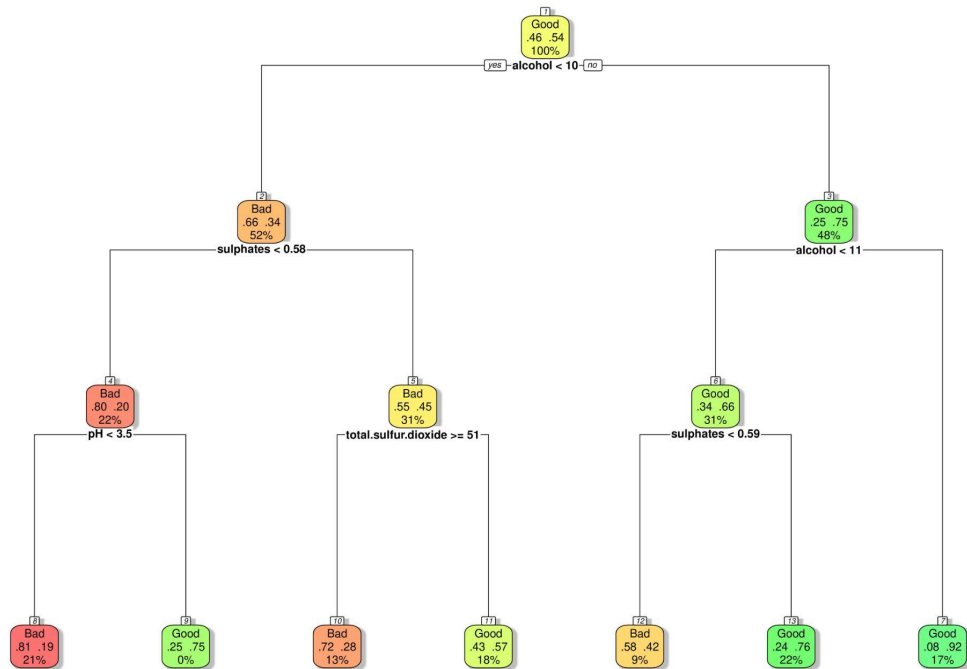 1
Good
.46 .54
100%
yes alcohol < 10 no
2
Bad
.66 .34
52%
sulphates < 0.58
3
Good
.25 .75
48%
alcohol < 11
4
Bad
.80 .20
22%
pH < 3.5
5
Bad
.55 .45
31%
total.sulfur.dioxide >= 51
6
Good
.34 .66
31%
sulphates < 0.59
8
Bad
.81 .19
21%
9
Good
.25 .75
0%
10
Bad
.72 .28
13%
11
Good
.43 .57
18%
12
Bad
.58 .42
9%
13
Good
.24 .76
22%
7
Good
.08 .92
17%